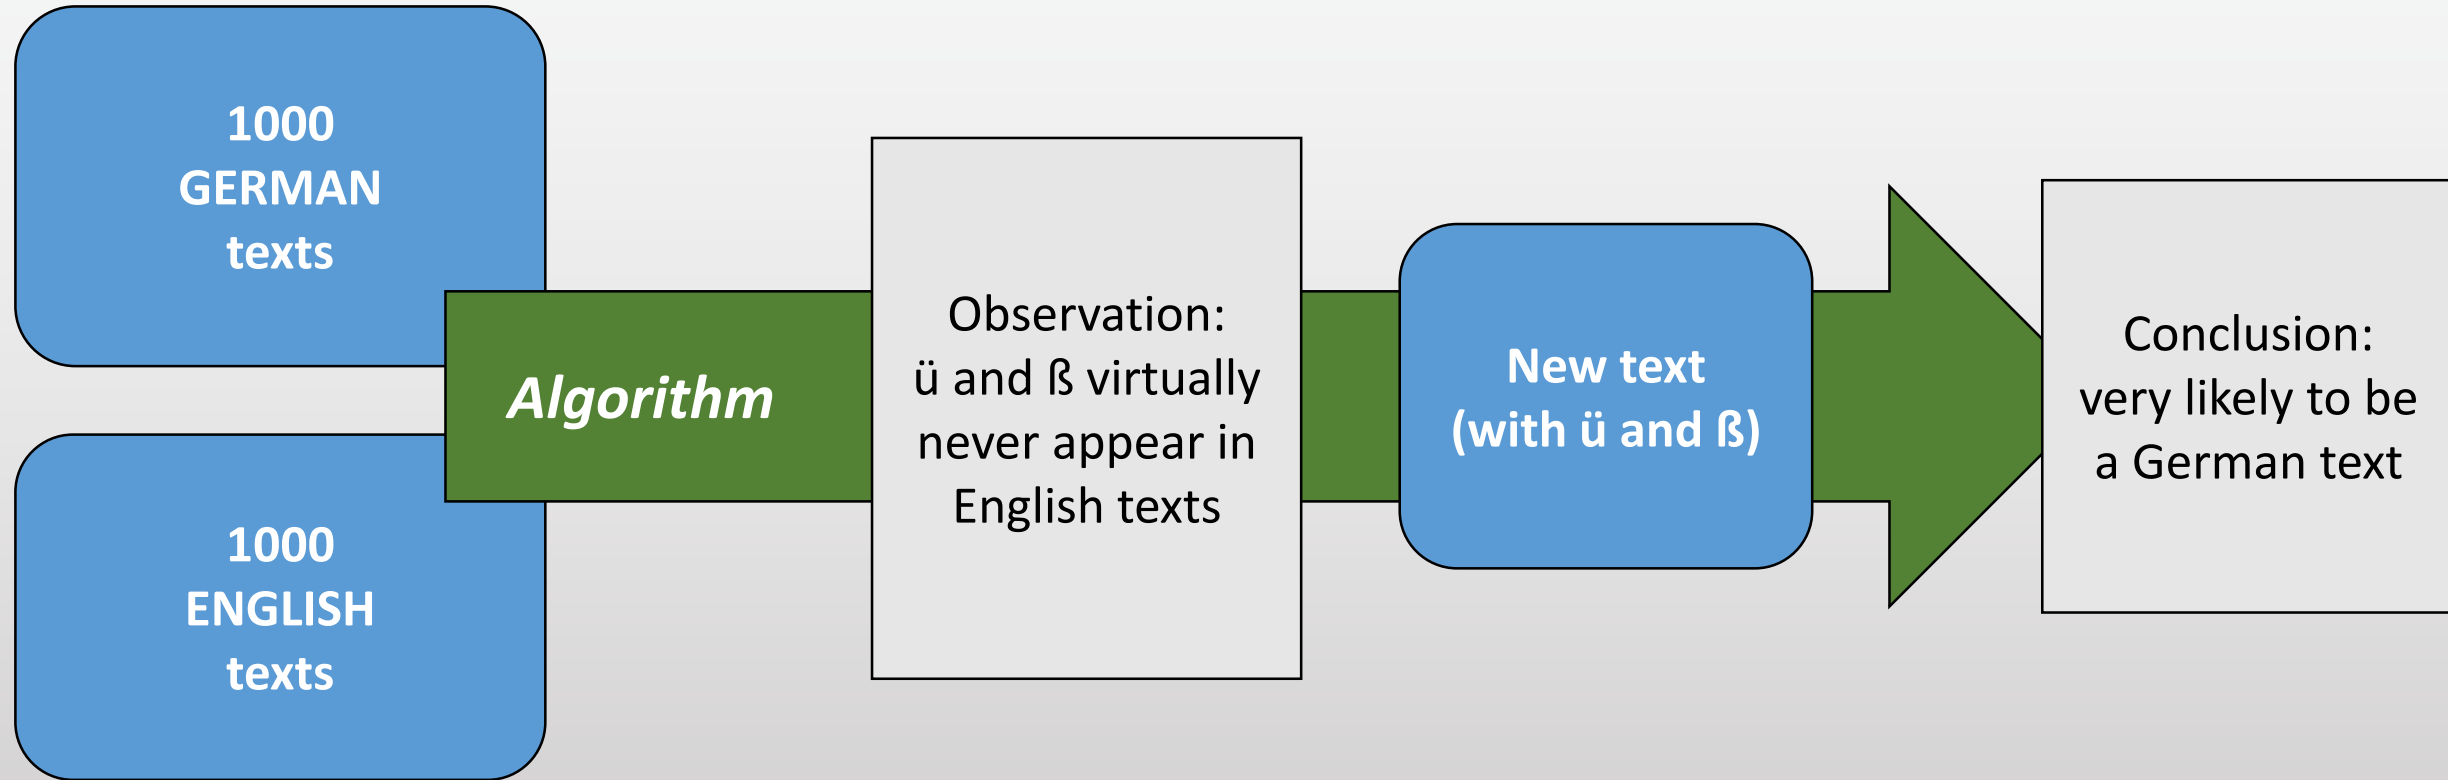 1000
GERMAN
texts
1000
ENGLISH
texts
Algorithm
Observation:
ü and ß virtually
never appear in
English texts
New text
(with ü and ß)
Conclusion:
very likely to be
a German text